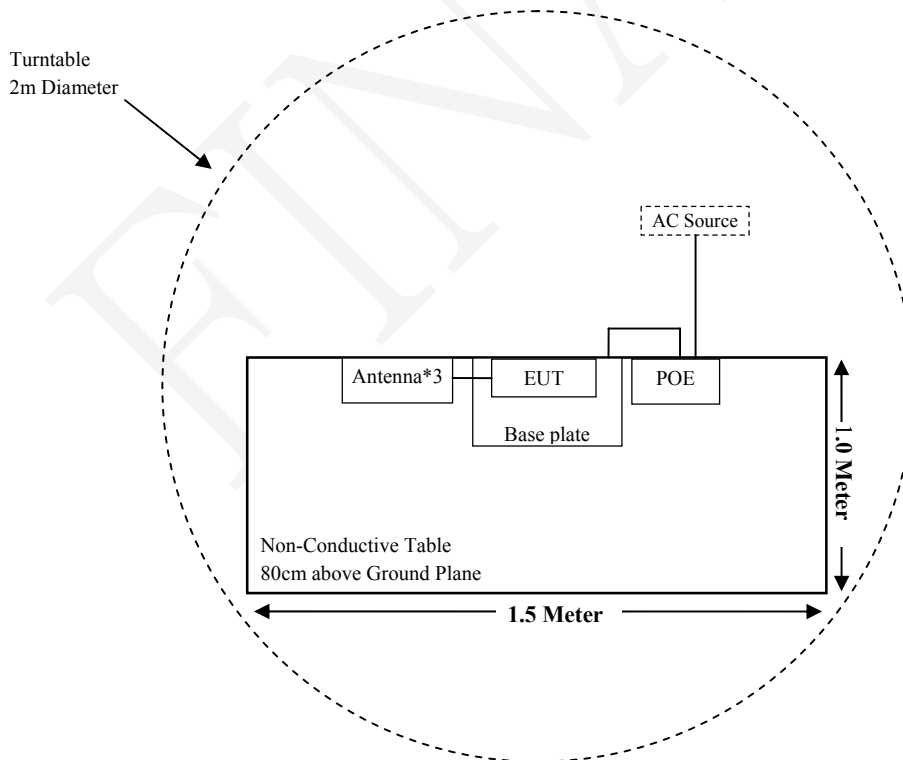 Turntable
2m Diameter
AC Source
Antenna*3
EUT
POE
Base plate
1.0 Meter
Non-Conductive Table
80cm above Ground Plane
1.5 Meter